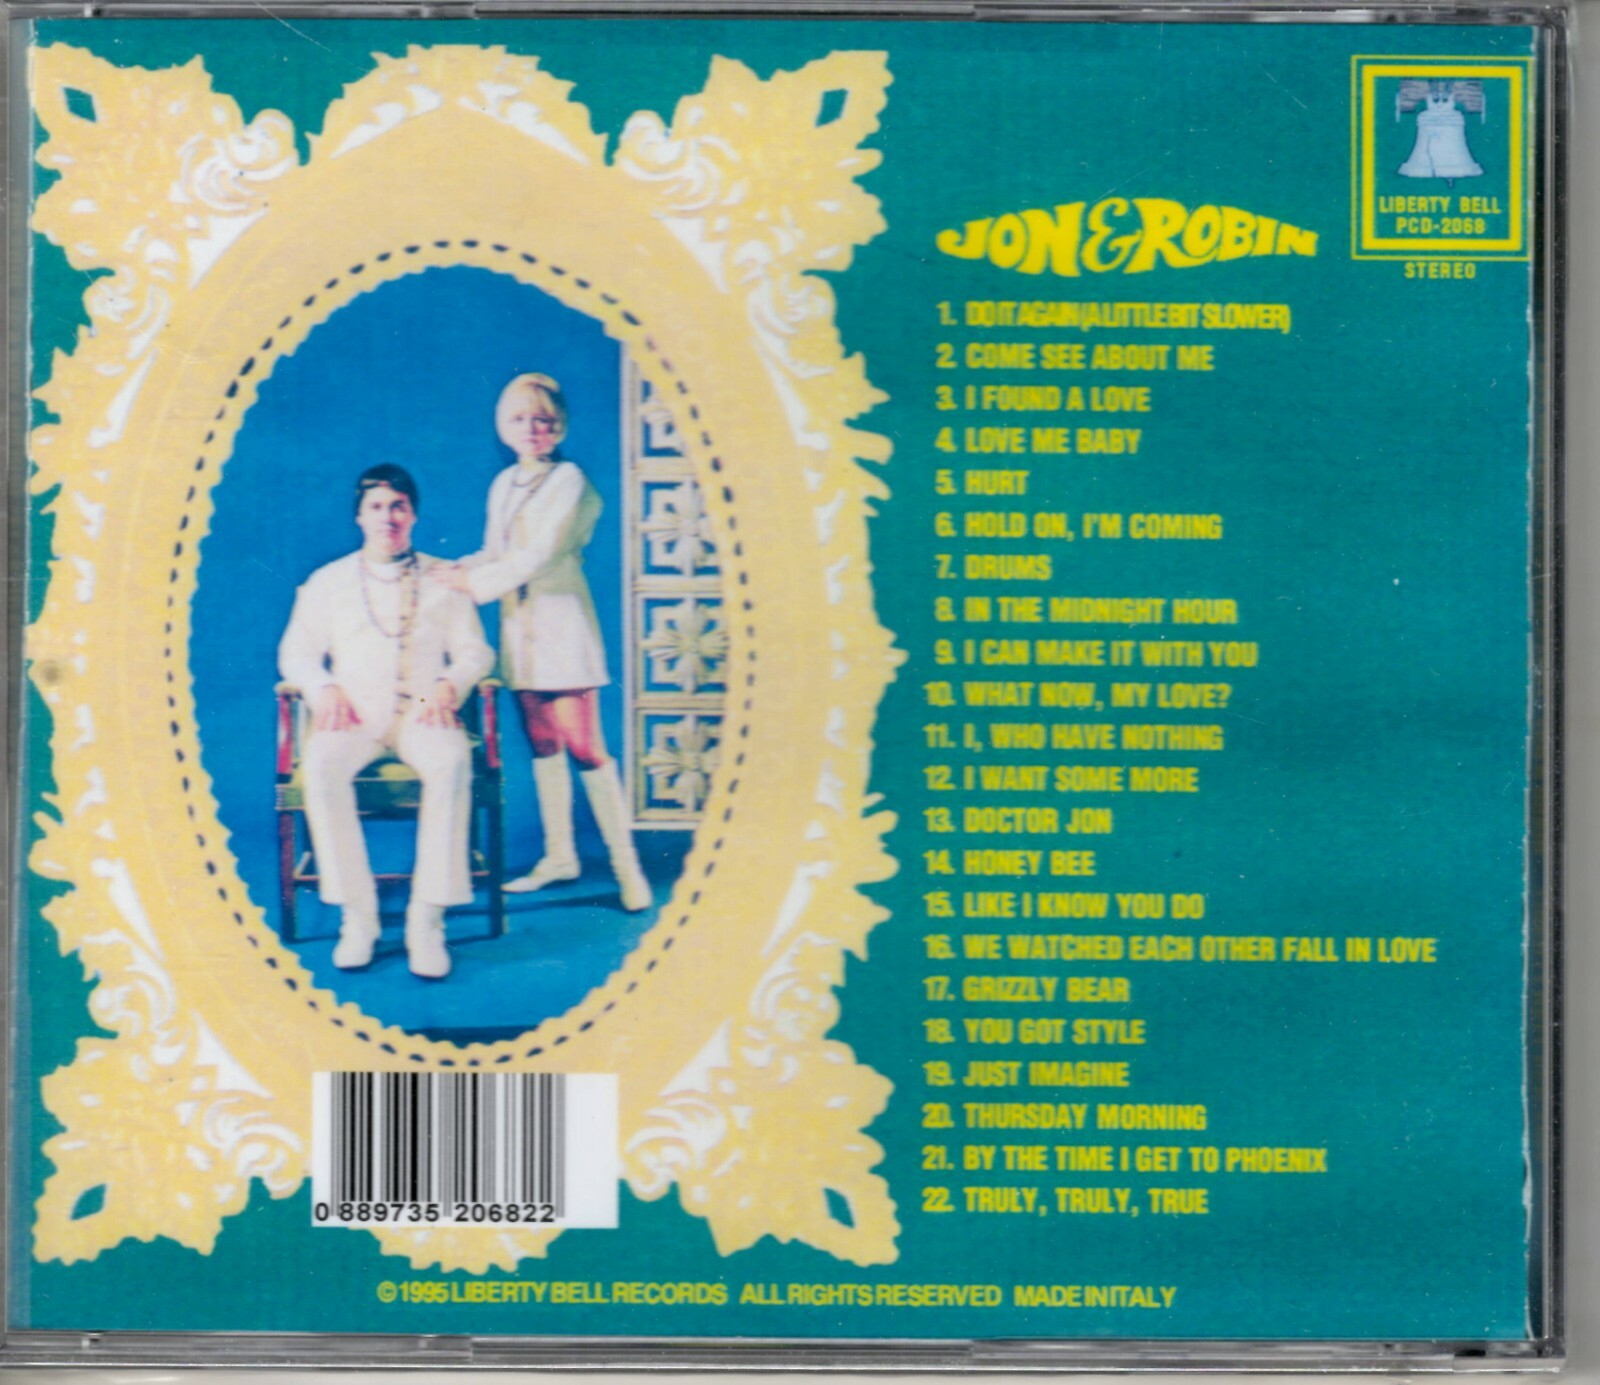 LIBERTY BELL
PCD-2068
STEREO
JON & ROBIN
1. DO IT AGAIN (A LITTLE BIT SLOWER)
2. COME SEE ABOUT ME
3. I FOUND A LOVE
4. LOVE ME BABY
5. HURT
6. HOLD ON, I'M COMING
7. DRUMS
8. IN THE MIDNIGHT HOUR
9. I CAN MAKE IT WITH YOU
10. WHAT NOW, MY LOVE?
11. I, WHO HAVE NOTHING
12. I WANT SOME MORE
13. DOCTOR JON
14. HONEY BEE
15. LIKE I KNOW YOU DO
16. WE WATCHED EACH OTHER FALL IN LOVE
17. GRIZZLY BEAR
18. YOU GOT STYLE
19. JUST IMAGINE
20. THURSDAY MORNING
21. BY THE TIME I GET TO PHOENIX
22. TRULY, TRULY, TRUE
0 889735 206822
©1995 LIBERTY BELL RECORDS ALL RIGHTS RESERVED MADE IN ITALY